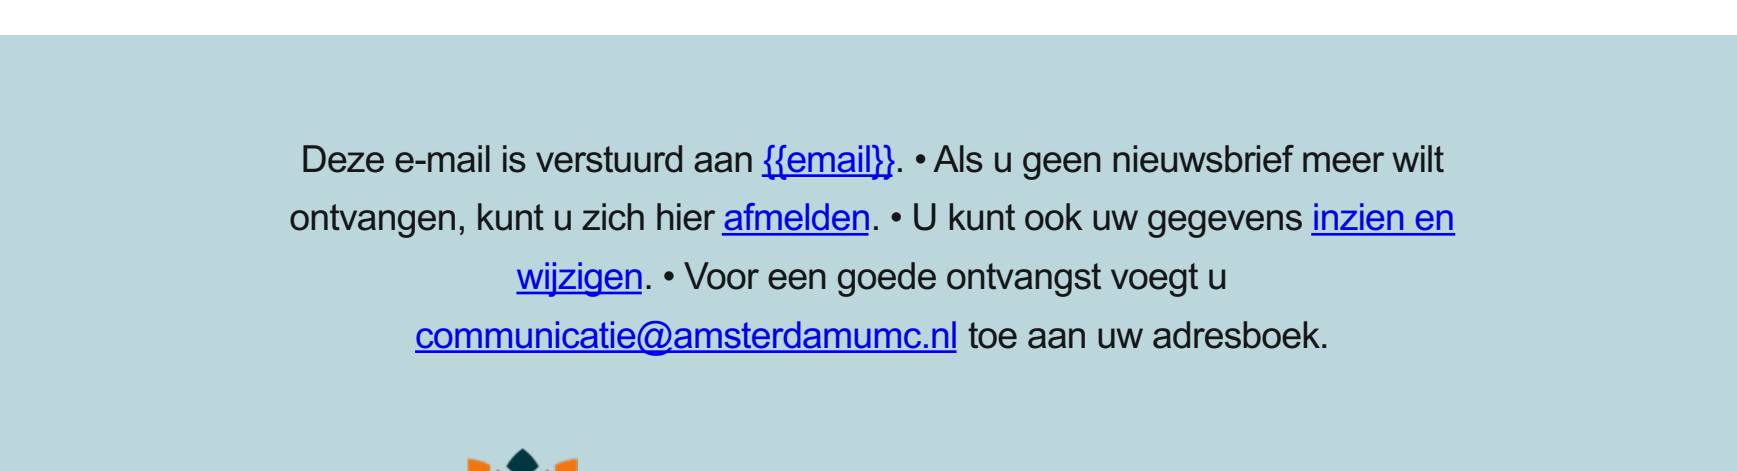 Deze e-mail is verstuurd aan {{email}}. • Als u geen nieuwsbrief meer wilt
ontvangen, kunt u zich hier afmelden. • U kunt ook uw gegevens inzien en
wijzigen. • Voor een goede ontvangst voegt u
communicatie@amsterdamumc.nl toe aan uw adresboek.